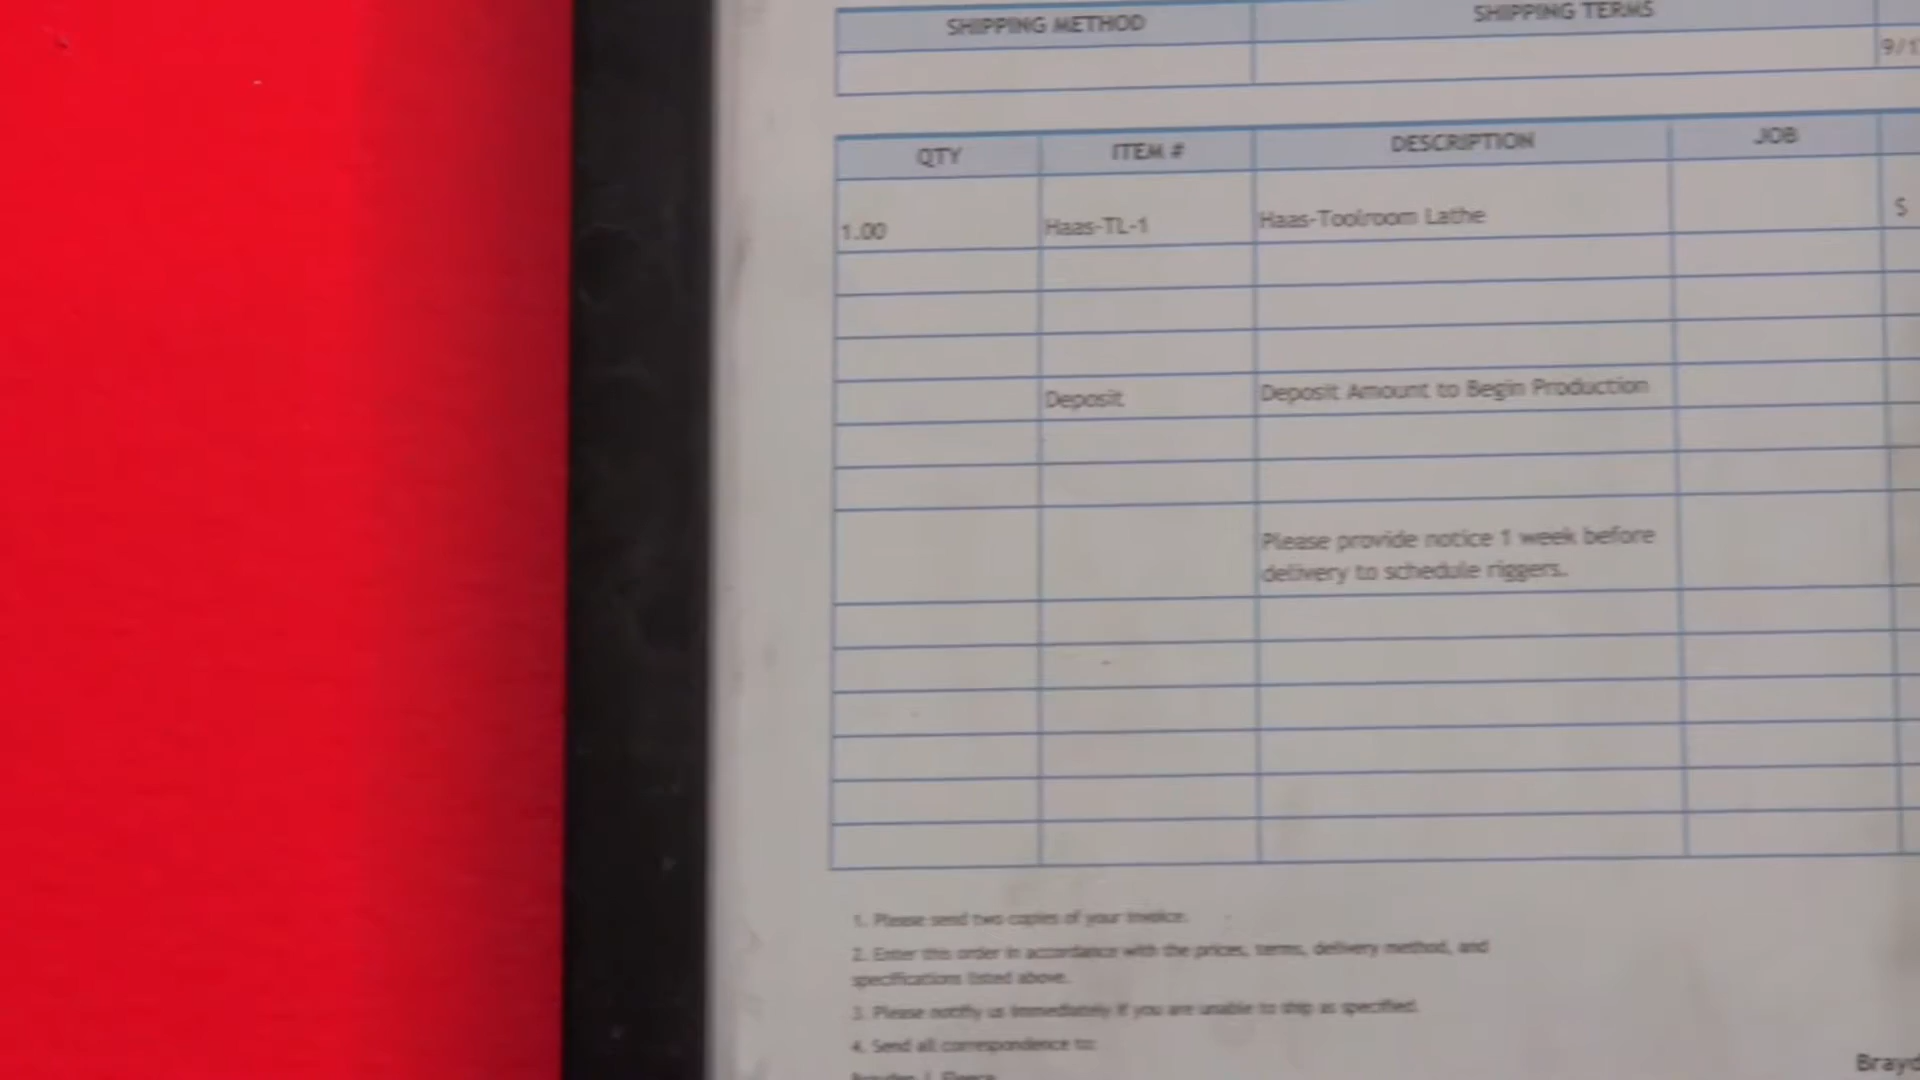 SHIPPING METHOD SHIPPING TERMS
9/1
QTY ITEM # DESCRIPTION JOB
1.00 Haas-TL-1 Haas-Toolroom Lathe $
Deposit Deposit Amount to Begin Production
Please provide notice 1 week before
delivery to schedule riggers.
1. Please send two copies of your invoice.
2. Enter this order in accordance with the prices, terms, delivery method, and
specifications listed above.
3. Please notify us immediately if you are unable to ship as specified.
4. Send all correspondence to:
Brayd